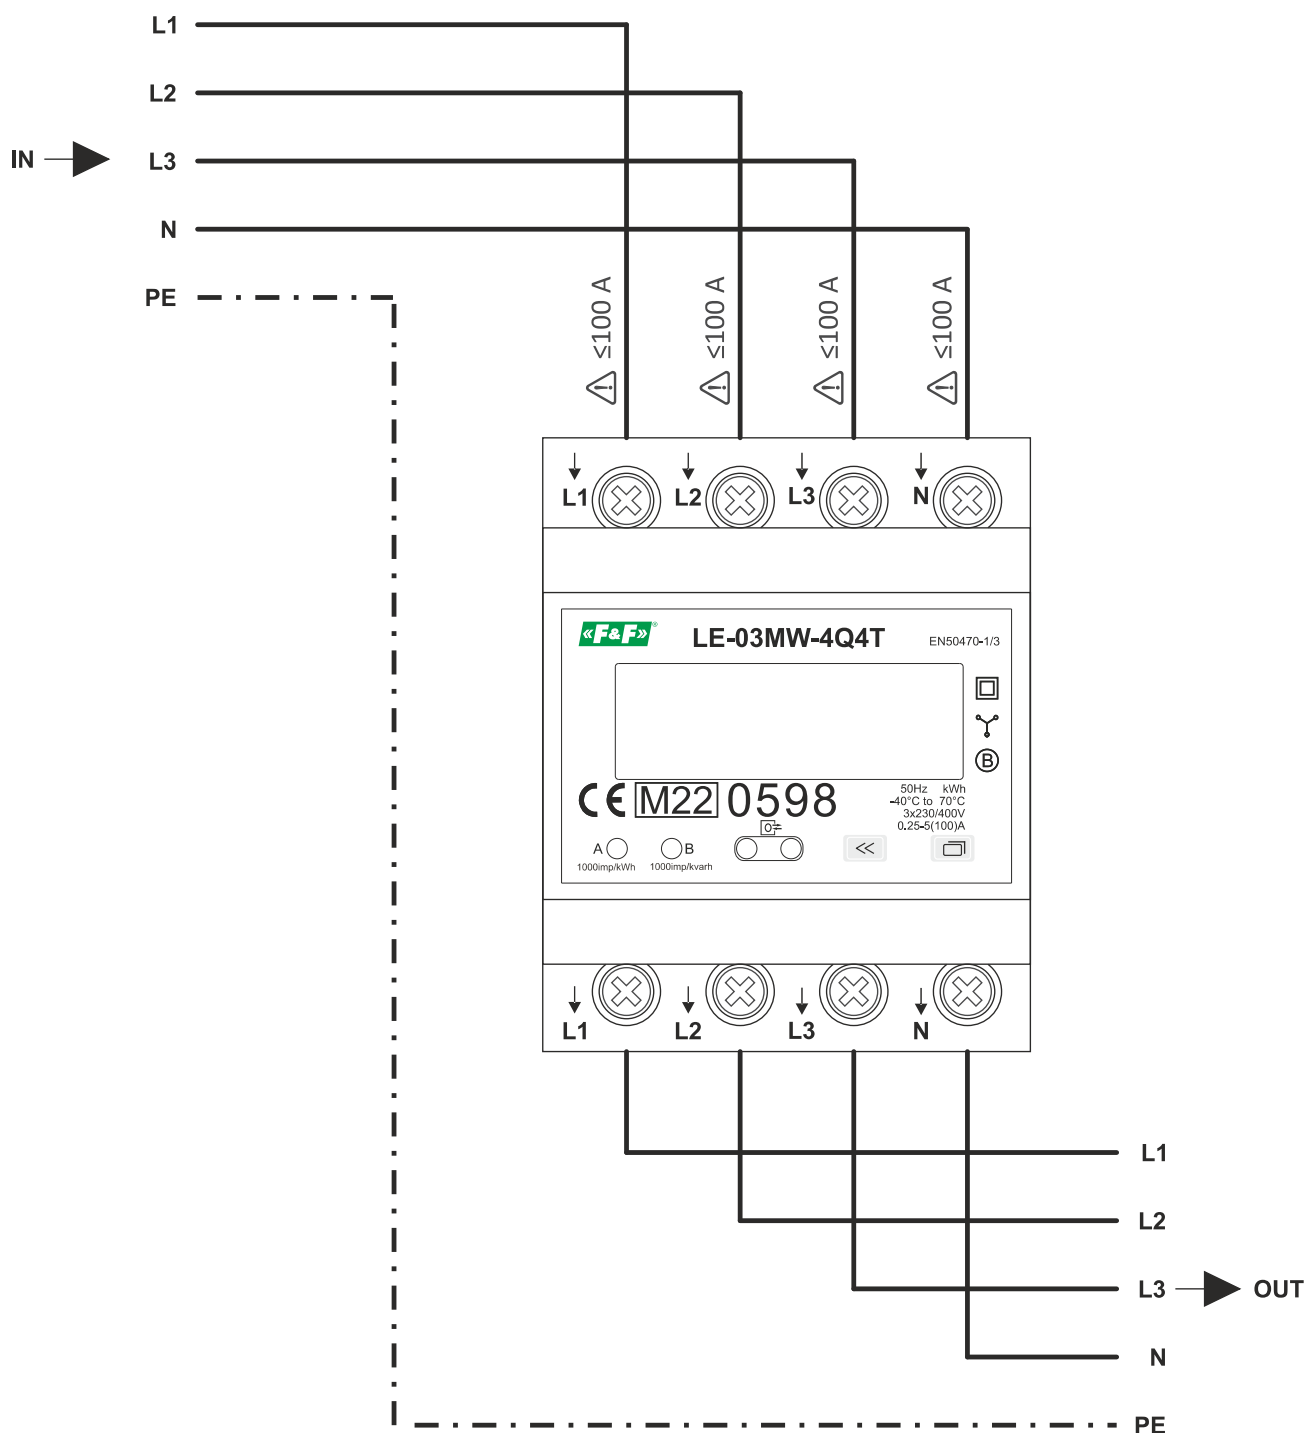 L1
L2
IN L3
N
PE
≤100 A ≤100 A ≤100 A ≤100 A
L1 L2 L3 N
«F&F»® LE-03MW-4Q4T EN50470-1/3
B
CE M22 0598
50Hz kWh
-40°C to 70°C
3x230/400V
0.25-5(100)A
A B <<
1000imp/kWh 1000imp/kvarh
L1 L2 L3 N
L1
L2
L3 OUT
N
PE